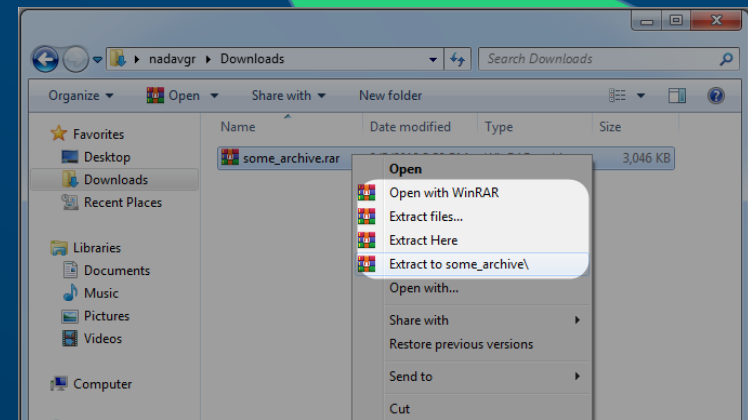 nadavgr Downloads
Search Downloads
Organize Open Share with New folder
Name Date modified Type Size
Favorites
Desktop
Downloads
Recent Places
Libraries
Documents
Music
Pictures
Videos
Computer
some_archive.rar 3,046 KB
Open
Open with WinRAR
Extract files...
Extract Here
Extract to some_archive\
Open with...
Share with
Restore previous versions
Send to
Cut